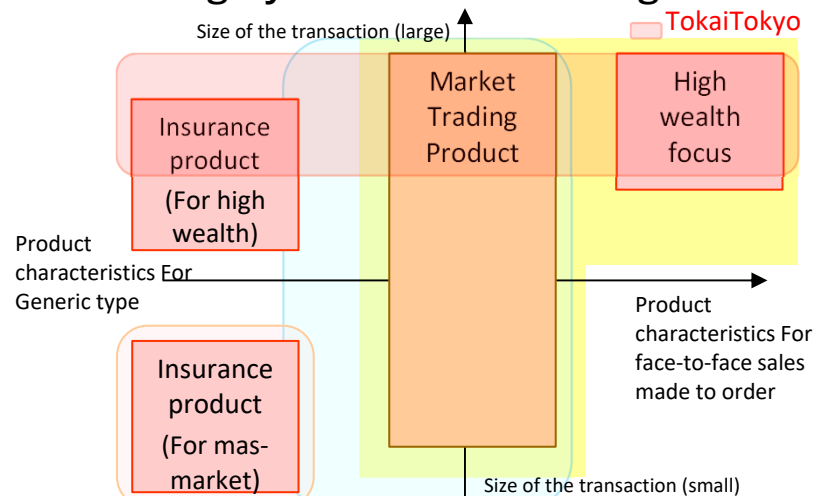 Size of the transaction (large)
TokaiTokyo
Market
Trading
Product
High
wealth
focus
Insurance
product
(For high
wealth)
Product
characteristics For
Generic type
Product
characteristics For
face-to-face sales
made to order
Insurance
product
(For mas-
market)
Size of the transaction (small)